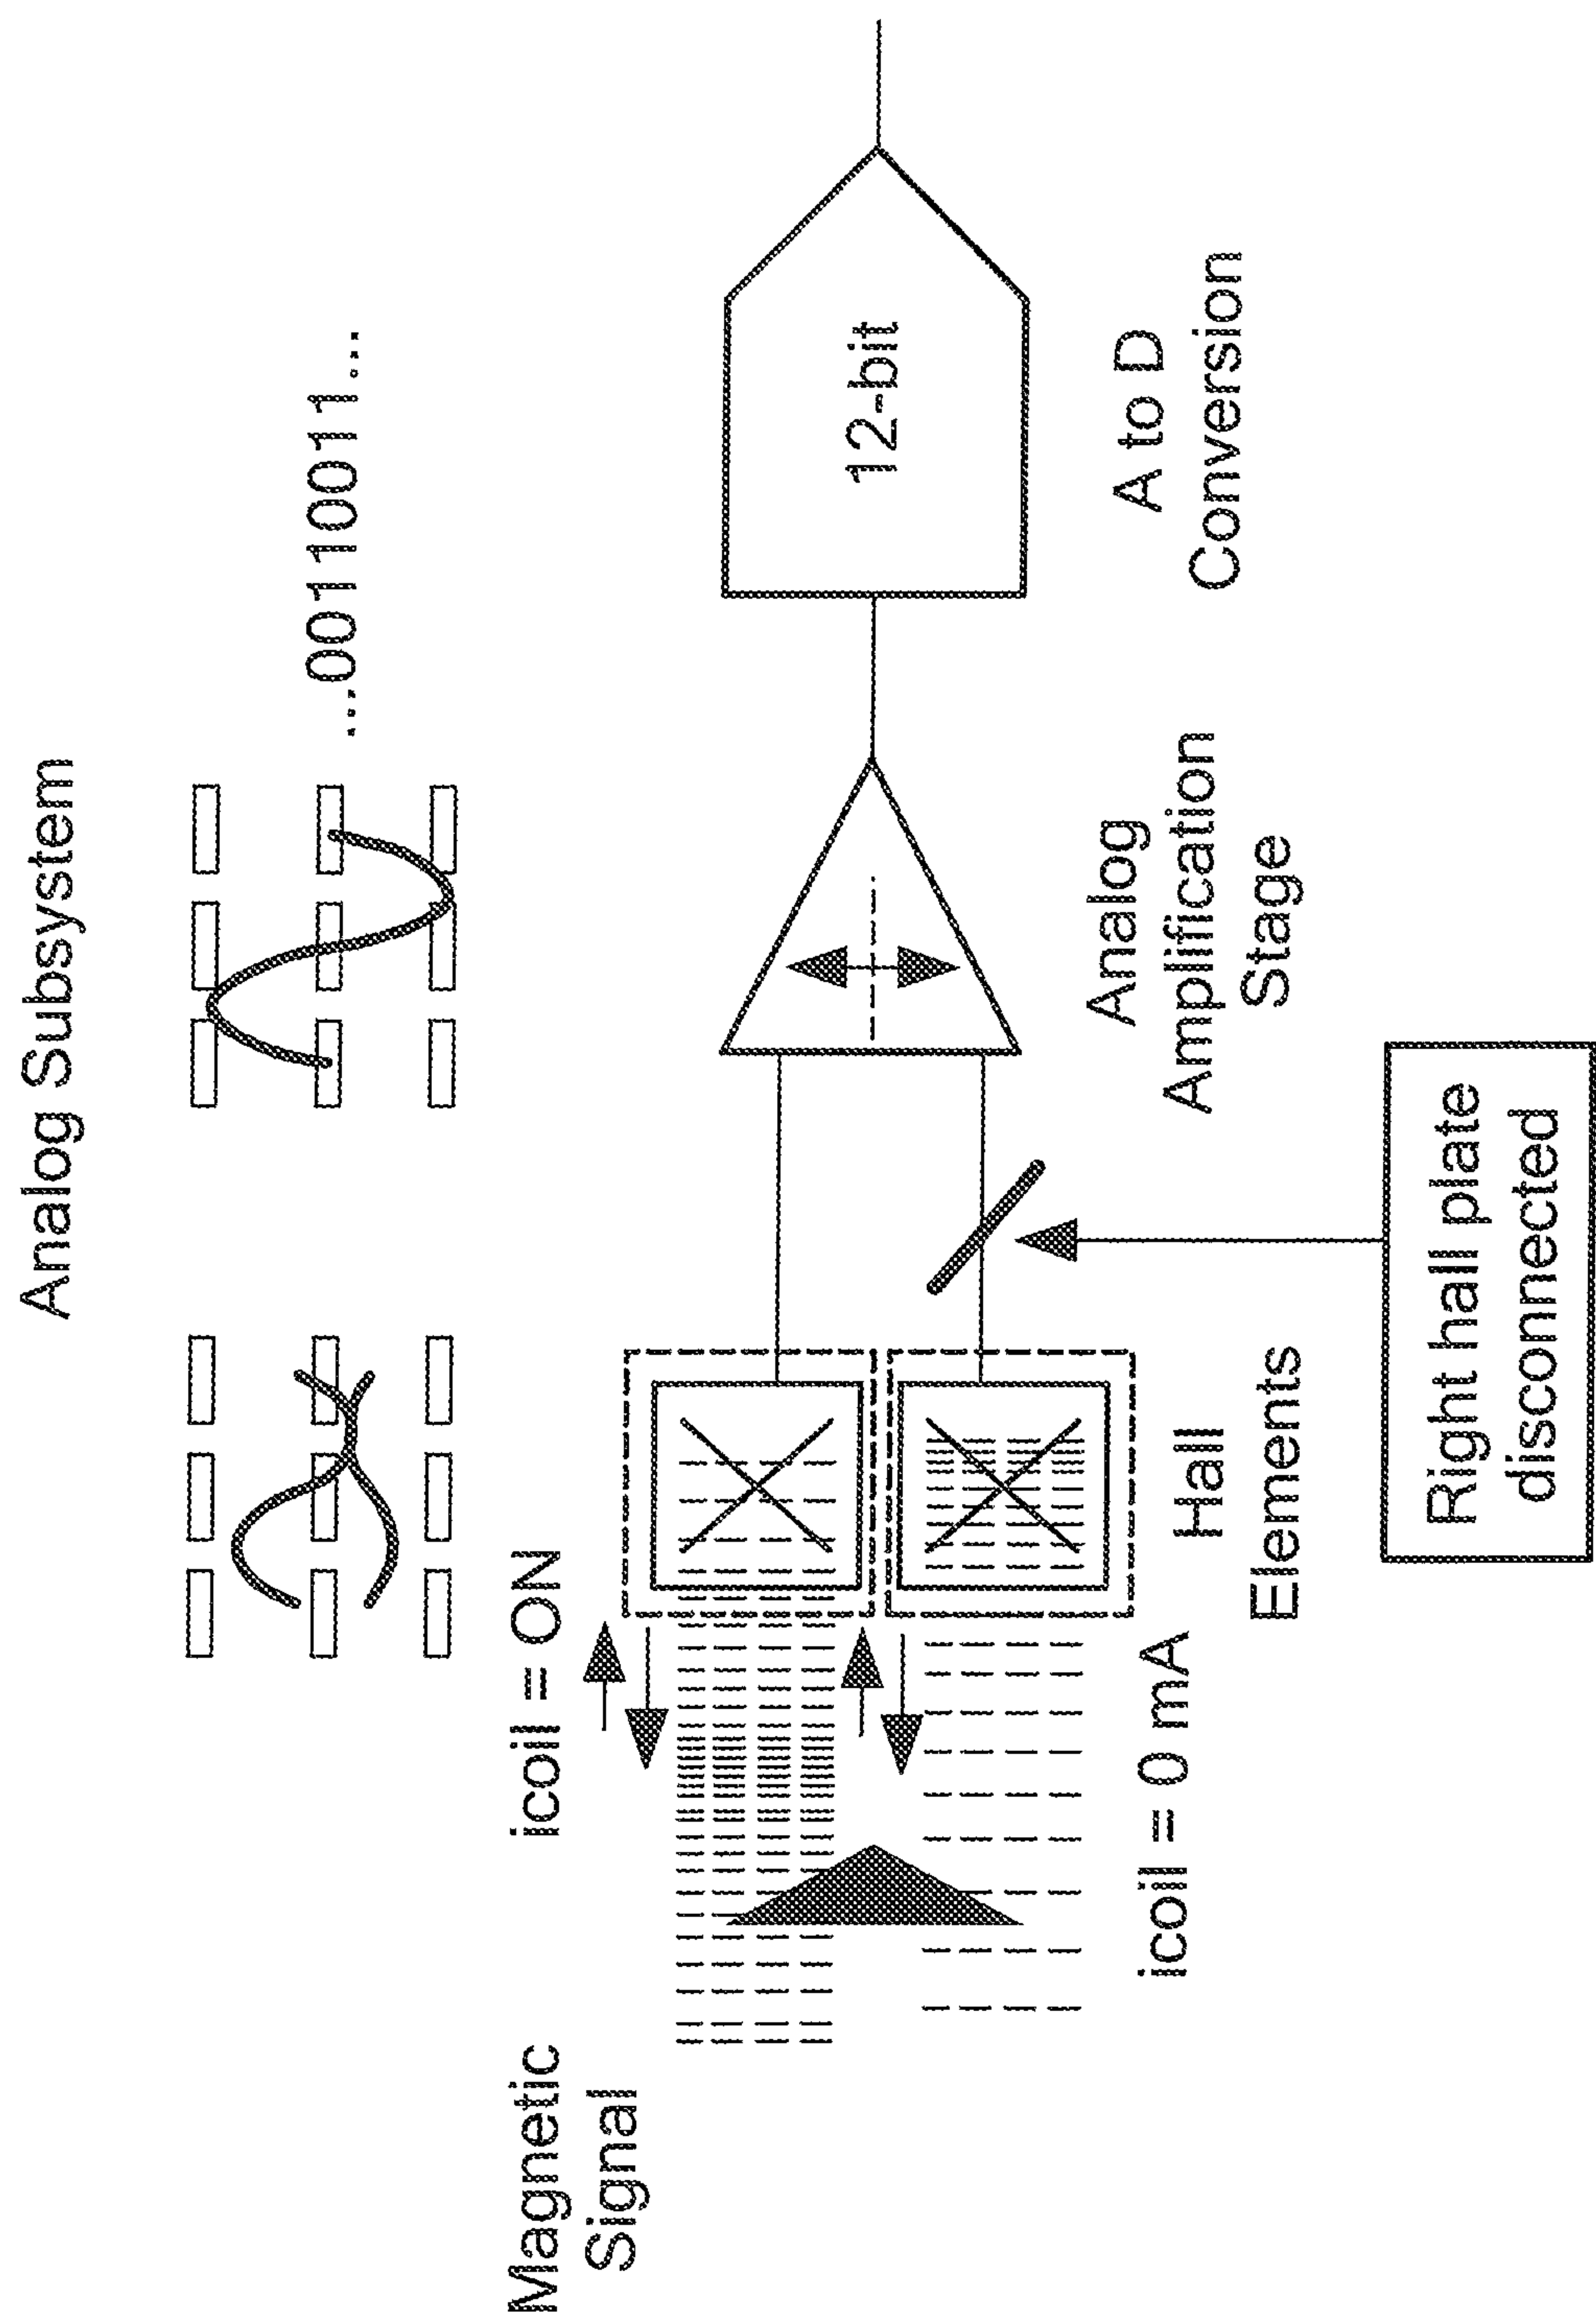 Analog Subsystem
...00110011...
Magnetic
Signal
icoil = ON
12-bit
icoil = 0 mA
Hall
Elements
Analog
Amplification
Stage
A to D
Conversion
Right hall plate
disconnected